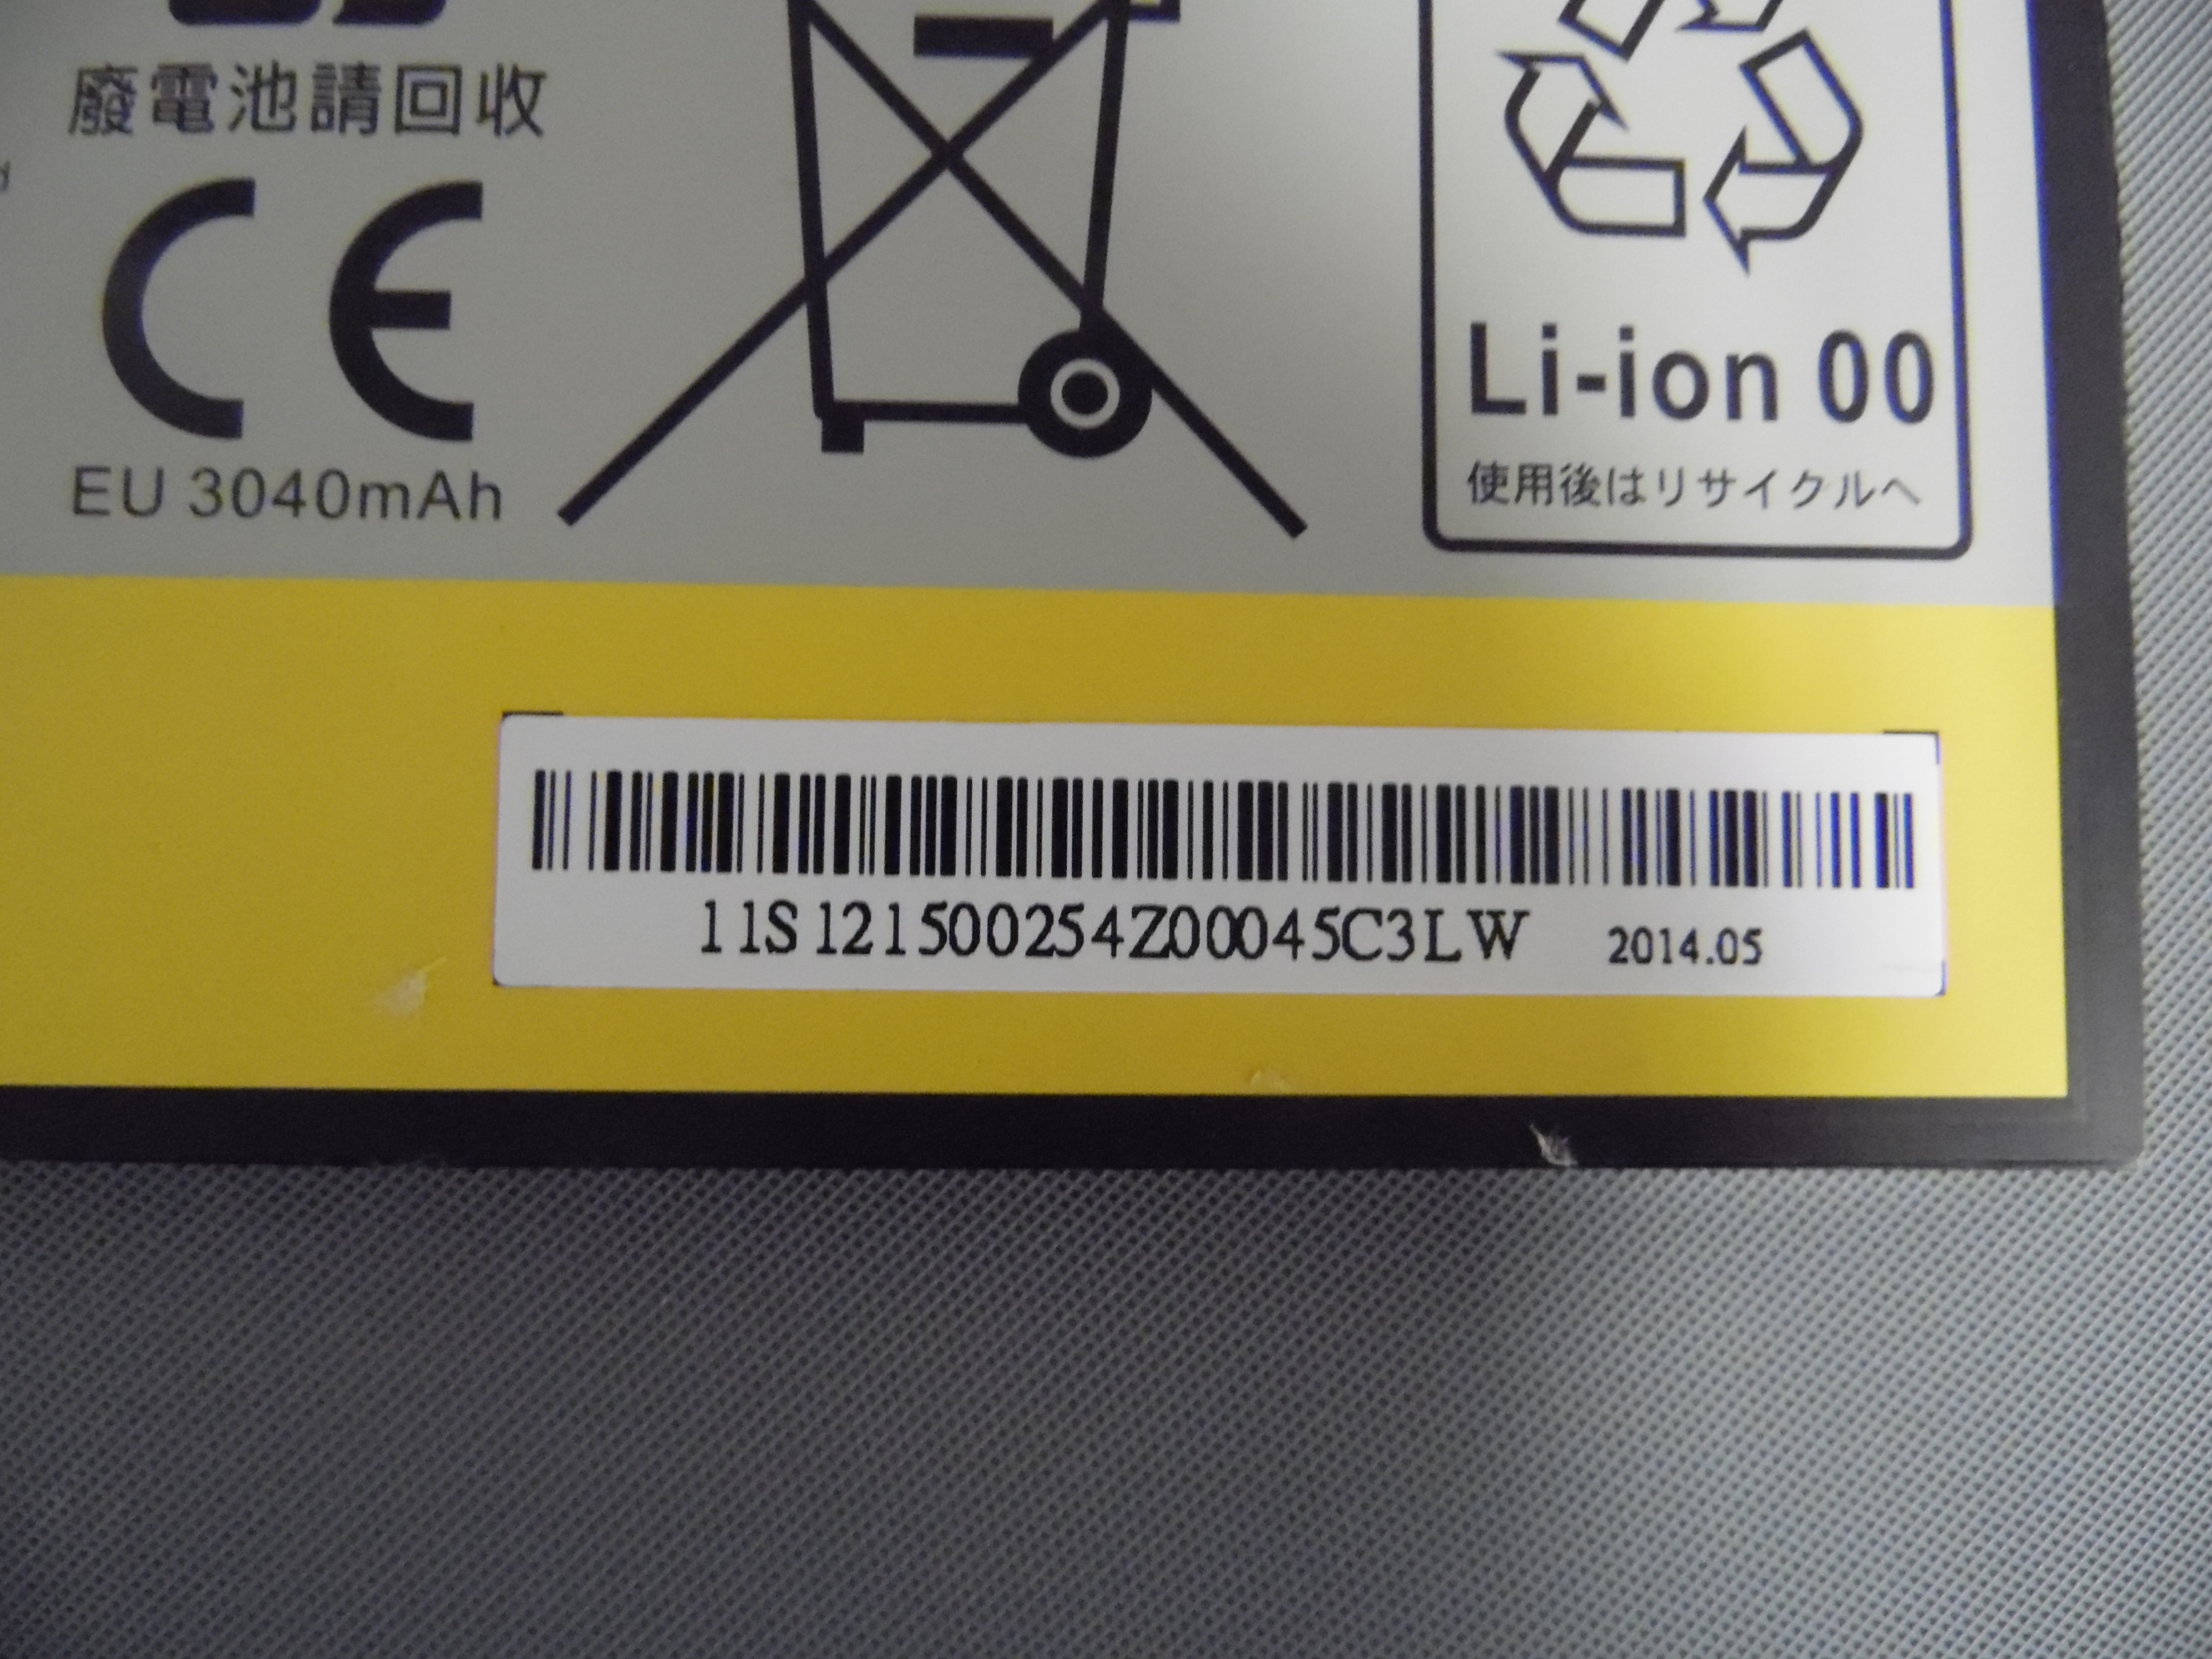 廢電池請回收
CE
EU 3040mAh
Li-ion 00
使用後はリサイクルへ
11S121500254Z00045C3LW 2014.05